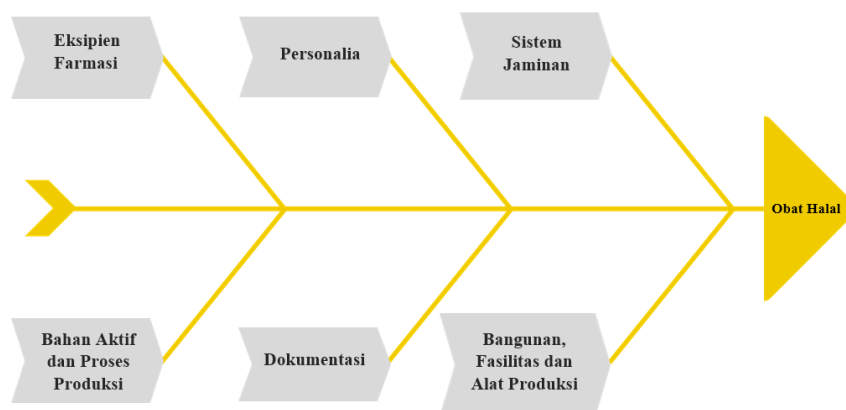 Eksipien
Farmasi
Personalia
Sistem
Jaminan
Obat Halal
Bahan Aktif
dan Proses
Produksi
Dokumentasi
Bangunan,
Fasilitas dan
Alat Produksi